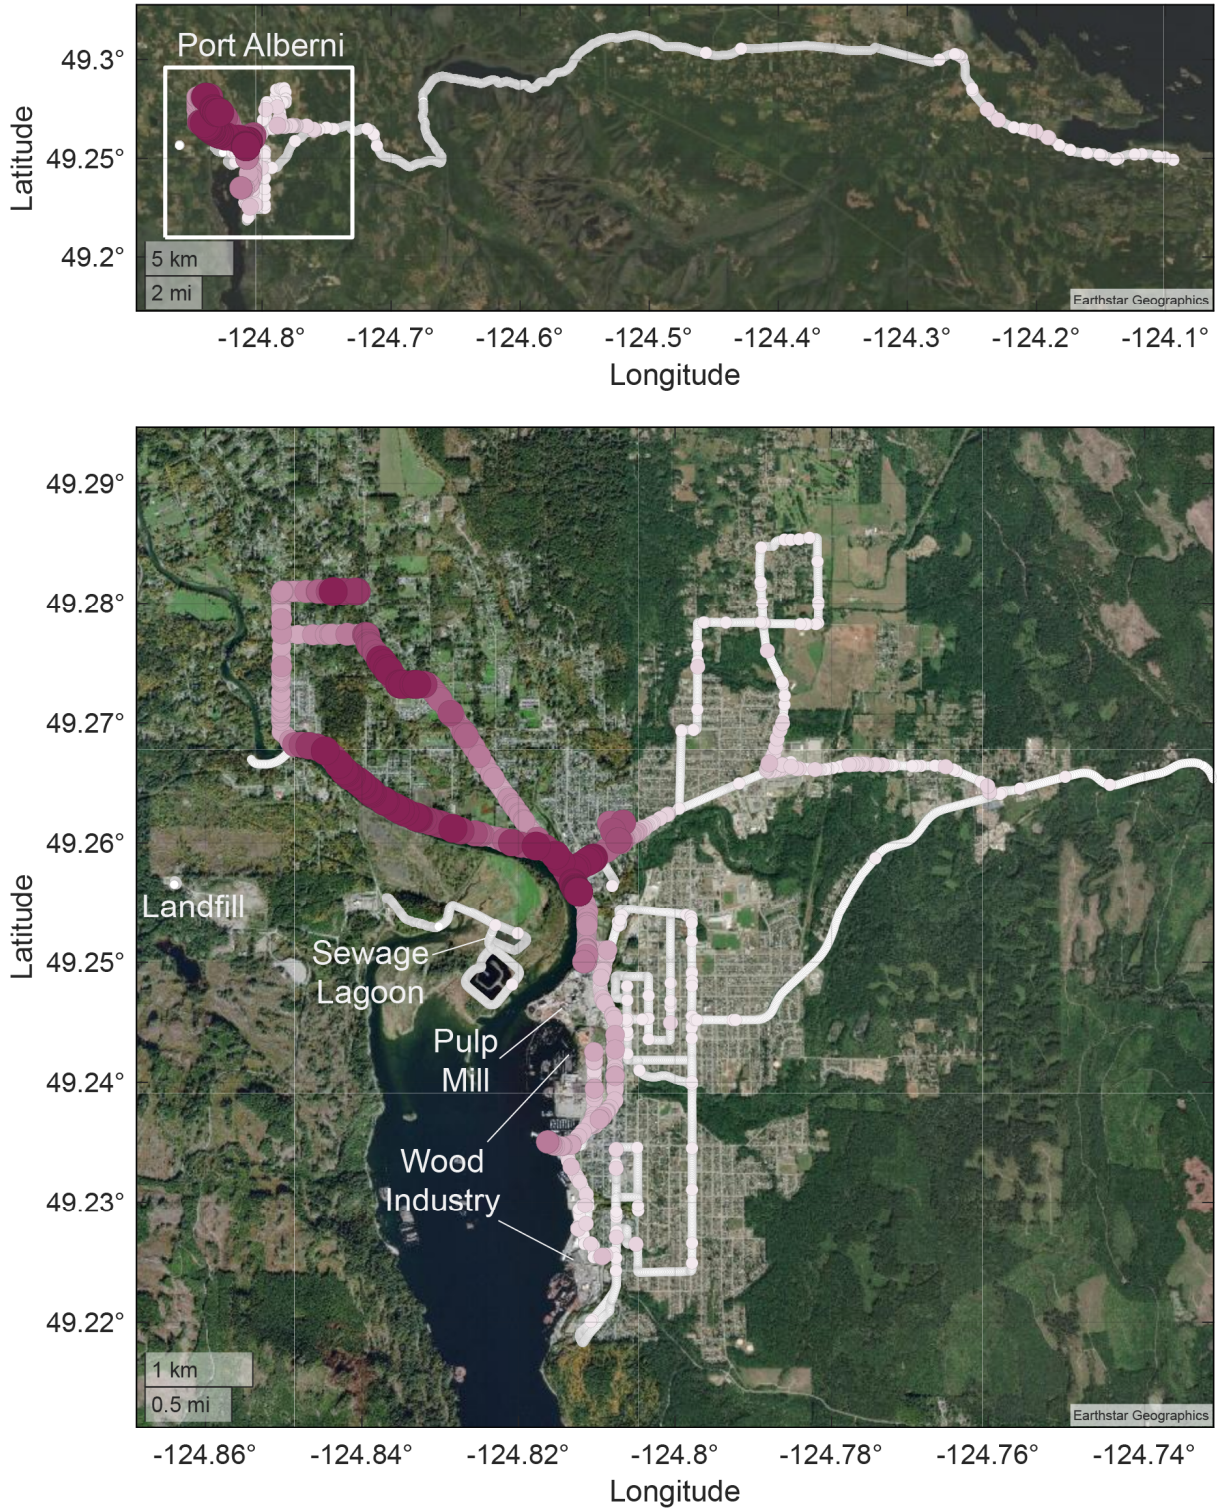 Port Alberni
49.3°
49.25°
49.2°
Latitude
5 km
2 mi
Earthstar Geographics
-124.8°
-124.7°
-124.6°
-124.5°
-124.4°
-124.3°
-124.2°
-124.1°
Longitude
49.29°
49.28°
49.27°
49.26°
49.25°
49.24°
49.23°
49.22°
Latitude
Landfill
Sewage
Lagoon
Pulp
Mill
Wood
Industry
1 km
0.5 mi
Earthstar Geographics
-124.86°
-124.84°
-124.82°
-124.8°
-124.78°
-124.76°
-124.74°
Longitude